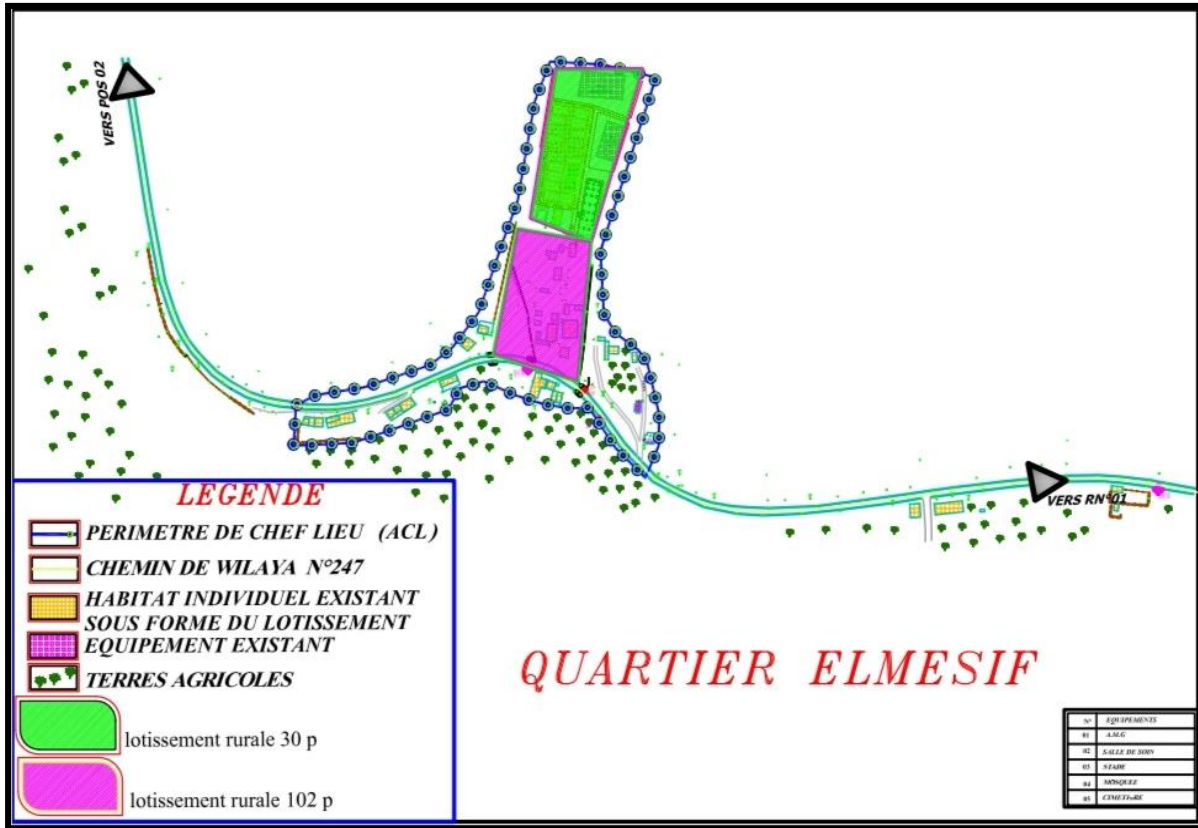 VERS POS 02
VERS RN°01
LEGENDE
PERIMETRE DE CHEF LIEU (ACL)
CHEMIN DE WILAYA N°247
HABITAT INDIVIDUEL EXISTANT
SOUS FORME DU LOTISSEMENT
EQUIPEMENT EXISTANT
TERRES AGRICOLES
lotissement rurale 30 p
lotissement rurale 102 p
QUARTIER ELMESIF
N° EQUIPEMENTS
01 A.M.G
02 SALLE DE SOIN
03 STADE
04 MOSQUEE
05